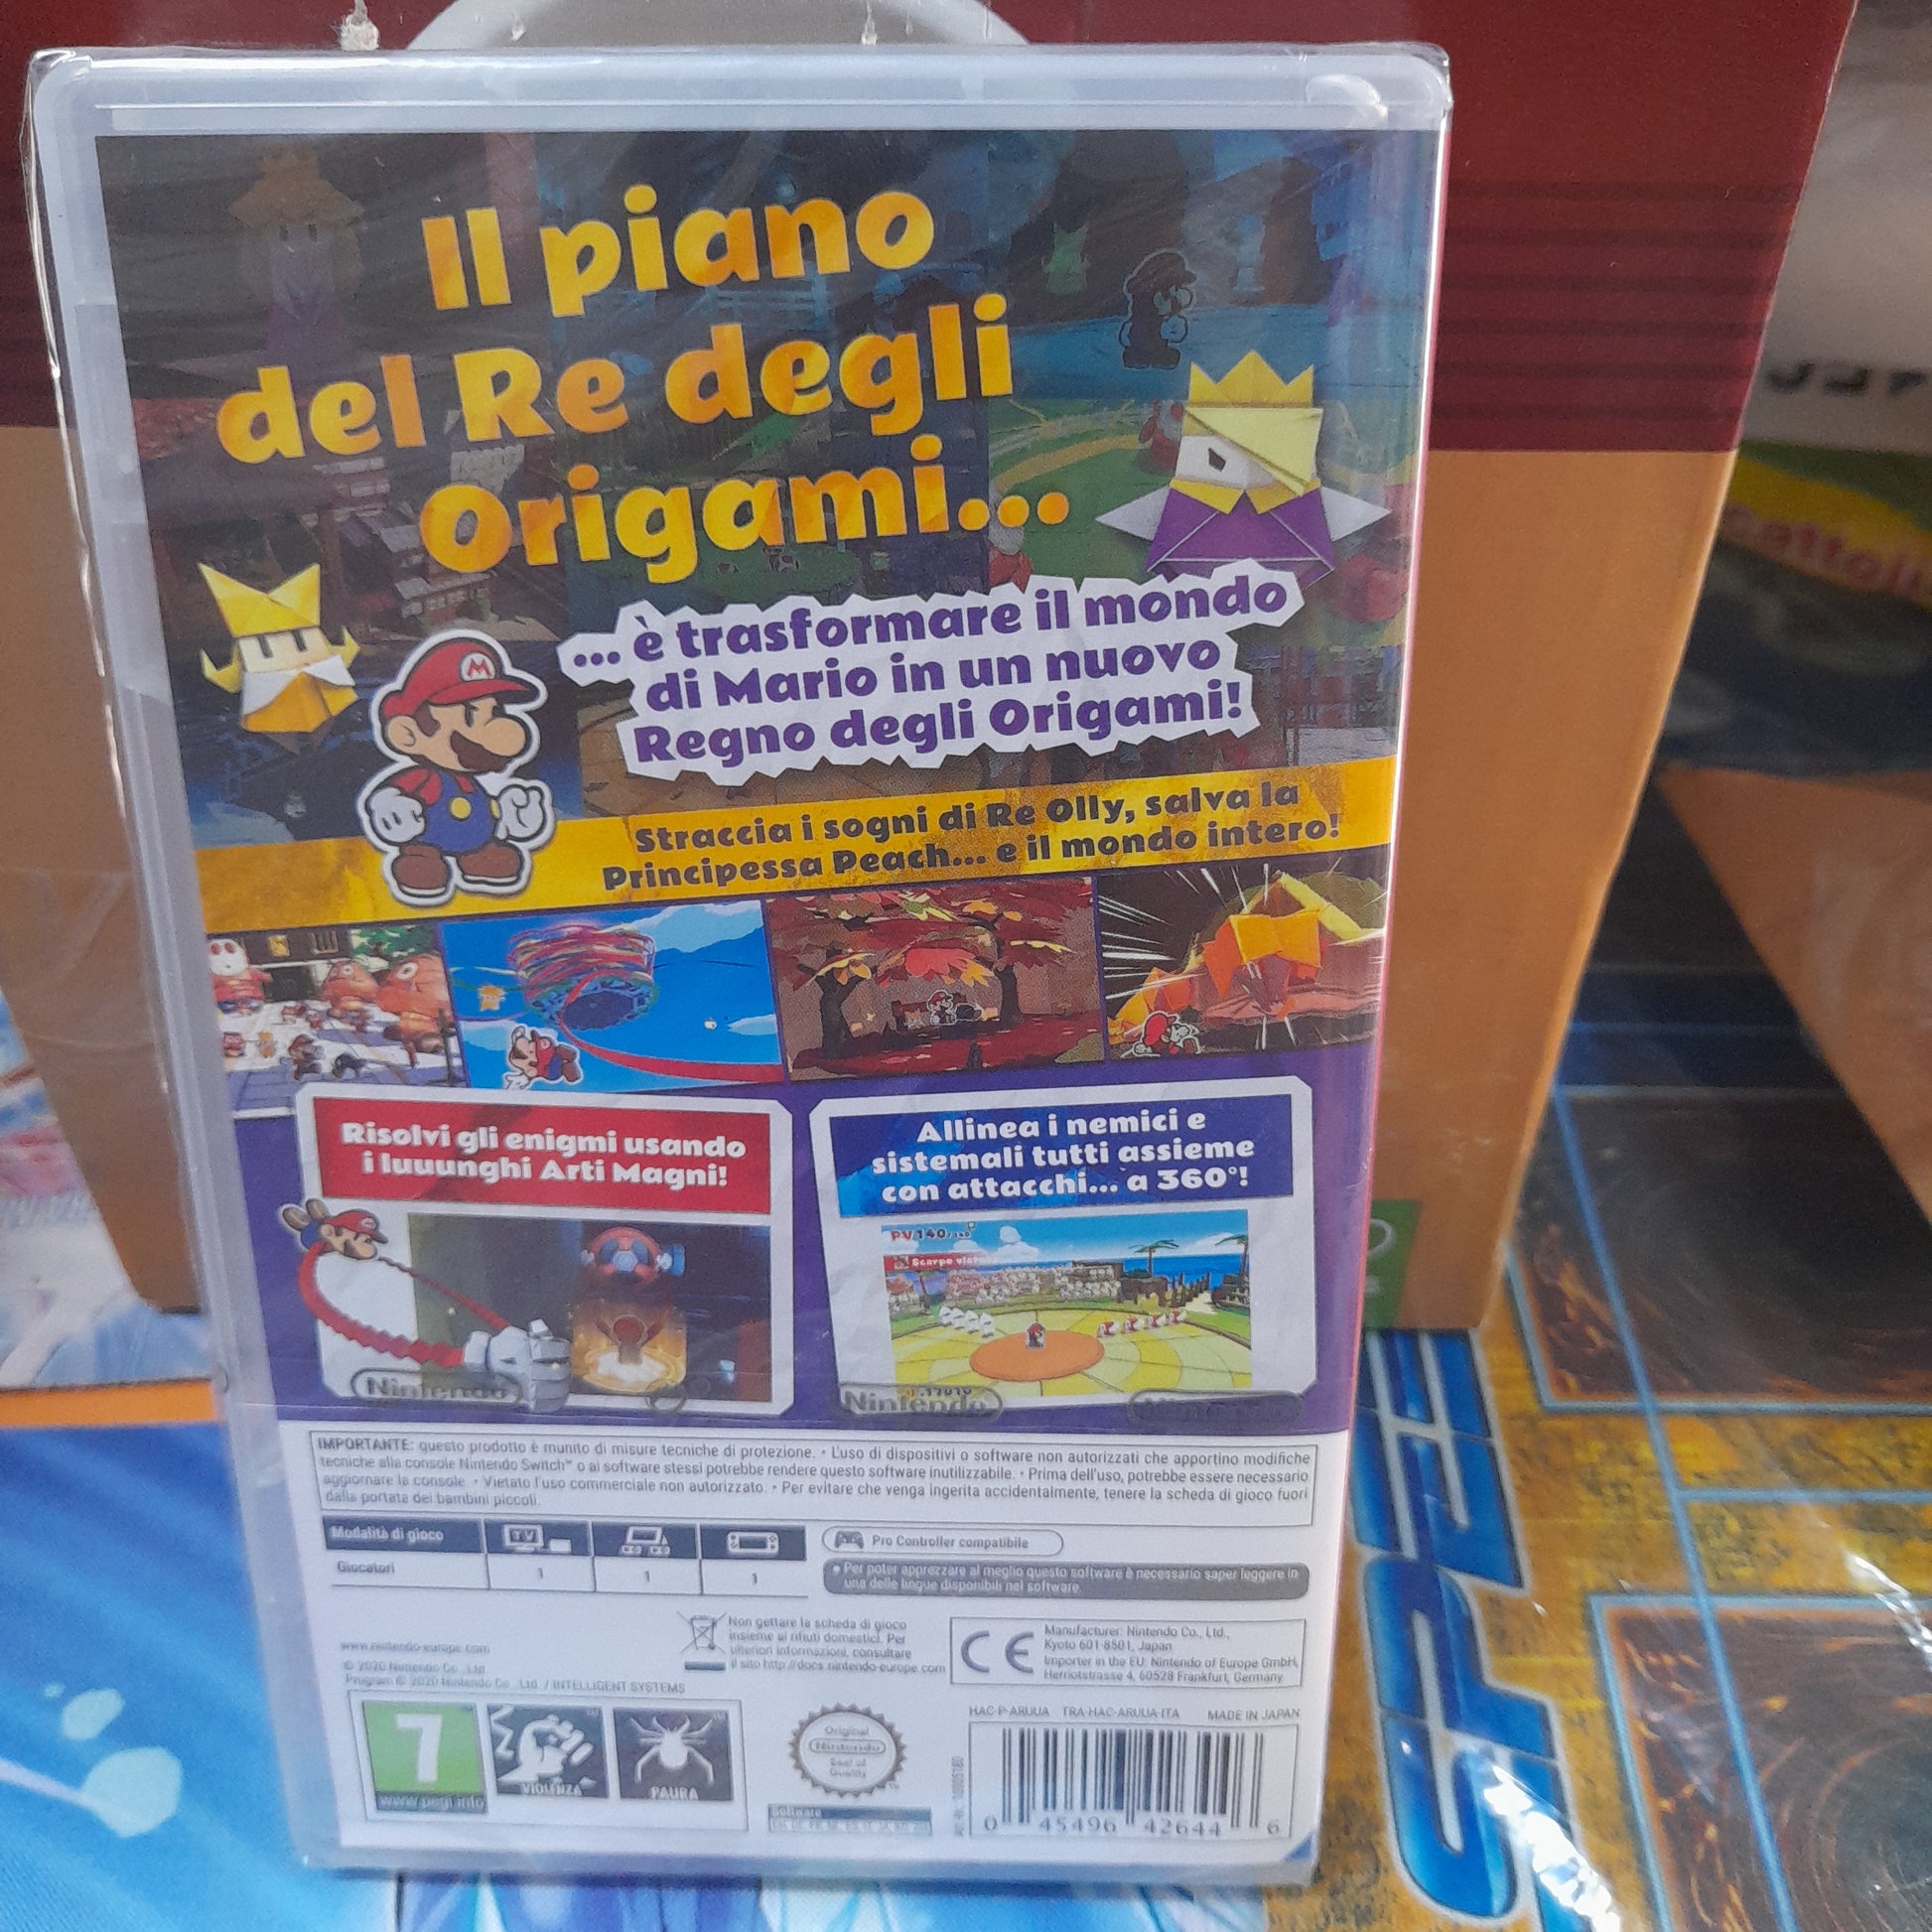 Il piano
del Re degli
Origami...
... è trasformare il mondo
di Mario in un nuovo
Regno degli Origami!
Straccia i sogni di Re Olly, salva la
Principessa Peach... e il mondo intero!
Risolvi gli enigmi usando
i luuunghi Arti Magni!
Allinea i nemici e
sistemali tutti assieme
con attacchi... a 360°!
PV 140
Scarpe
Nintendo
Nintendo
Nintendo
IMPORTANTE: questo prodotto è munito di misure tecniche di protezione. • L'uso di dispositivi o software non autorizzati che apportino modifiche
tecniche alla console Nintendo Switch™ o ai software stessi potrebbe rendere questo software inutilizzabile. • Prima dell'uso, potrebbe essere necessario
aggiornare la console. • Vietato l'uso commerciale non autorizzato. • Per evitare che venga ingerita accidentalmente, tenere la scheda di gioco fuori
dalla portata dei bambini piccoli.
Modalità di gioco
TV
Giocatori
1
1
1
Pro Controller compatibile
• Per poter apprezzare al meglio questo software è necessario saper leggere in
una delle lingue disponibili nel software.
www.nintendo-europe.com
© 2020 Nintendo Co., Ltd.
Program © 2020 Nintendo Co., Ltd. / INTELLIGENT SYSTEMS
Non gettare la scheda di gioco
insieme ai rifiuti domestici. Per
ulteriori informazioni, consultare
il sito http://docs.nintendo-europe.com
CE
Manufacturer: Nintendo Co., Ltd.,
Kyoto 601-8501, Japan
Importer in the EU: Nintendo of Europe GmbH,
Herriotstrasse 4, 60528 Frankfurt, Germany
7
www.pegi.info
VIOLENZA
PAURA
Original
Nintendo
Seal of
Quality
Software
HAC-P-ARUUA TRA-HAC-ARUUA-ITA MADE IN JAPAN
0 45496 42644 6